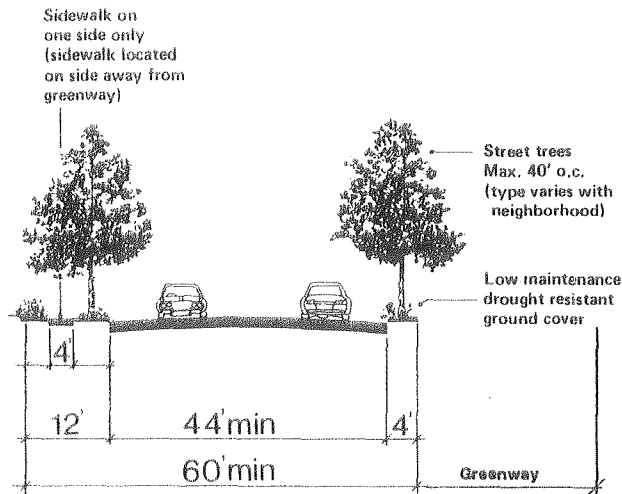 Sidewalk on
one side only
(sidewalk located
on side away from
greenway)
Street trees
Max. 40' o.c.
(type varies with
neighborhood)
Low maintenance
drought resistant
ground cover
4'
12'
44'min
4'
60'min
Greenway